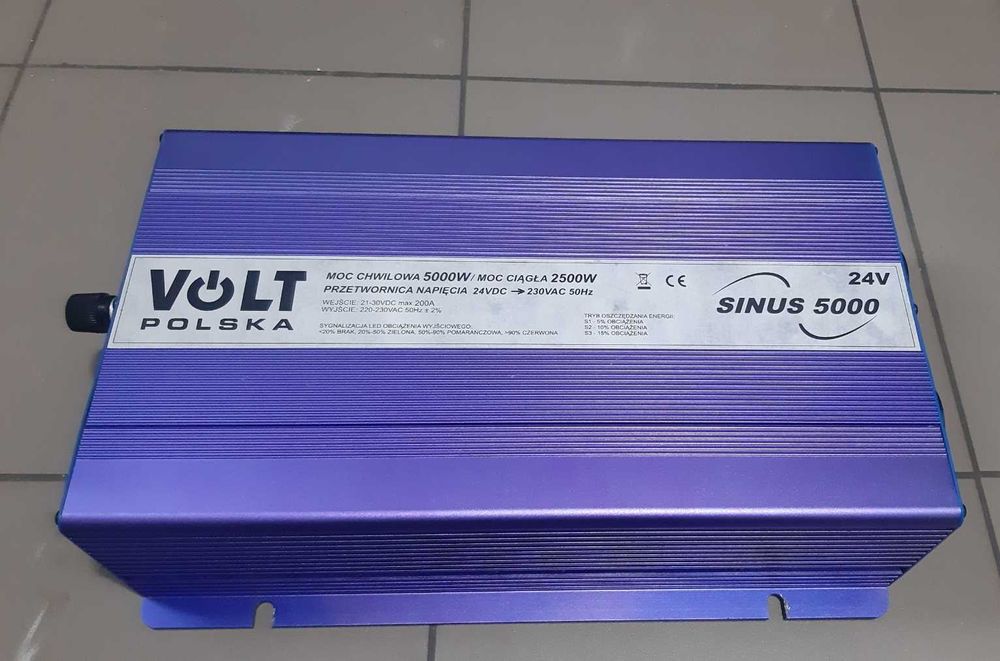 VOLT
POLSKA
MOC CHWILOWA 5000W/ MOC CIĄGŁA 2500W
PRZETWORNICA NAPIĘCIA 24VDC → 230VAC 50Hz
WEJŚCIE: 21-30VDC max 200A
WYJŚCIE: 220-230VAC 50Hz ± 2%
SYGNALIZACJA LED OBCIĄŻENIA WYJŚCIOWEGO:
<20% BRAK, 20%-50% ZIELONA, 50%-90% POMARAŃCZOWA, >90% CZERWONA
CE
TRYB OSZCZĘDZANIA ENERGII:
S1 - 5% OBCIĄŻENIA
S2 - 10% OBCIĄŻENIA
S3 - 15% OBCIĄŻENIA
24V
SINUS 5000